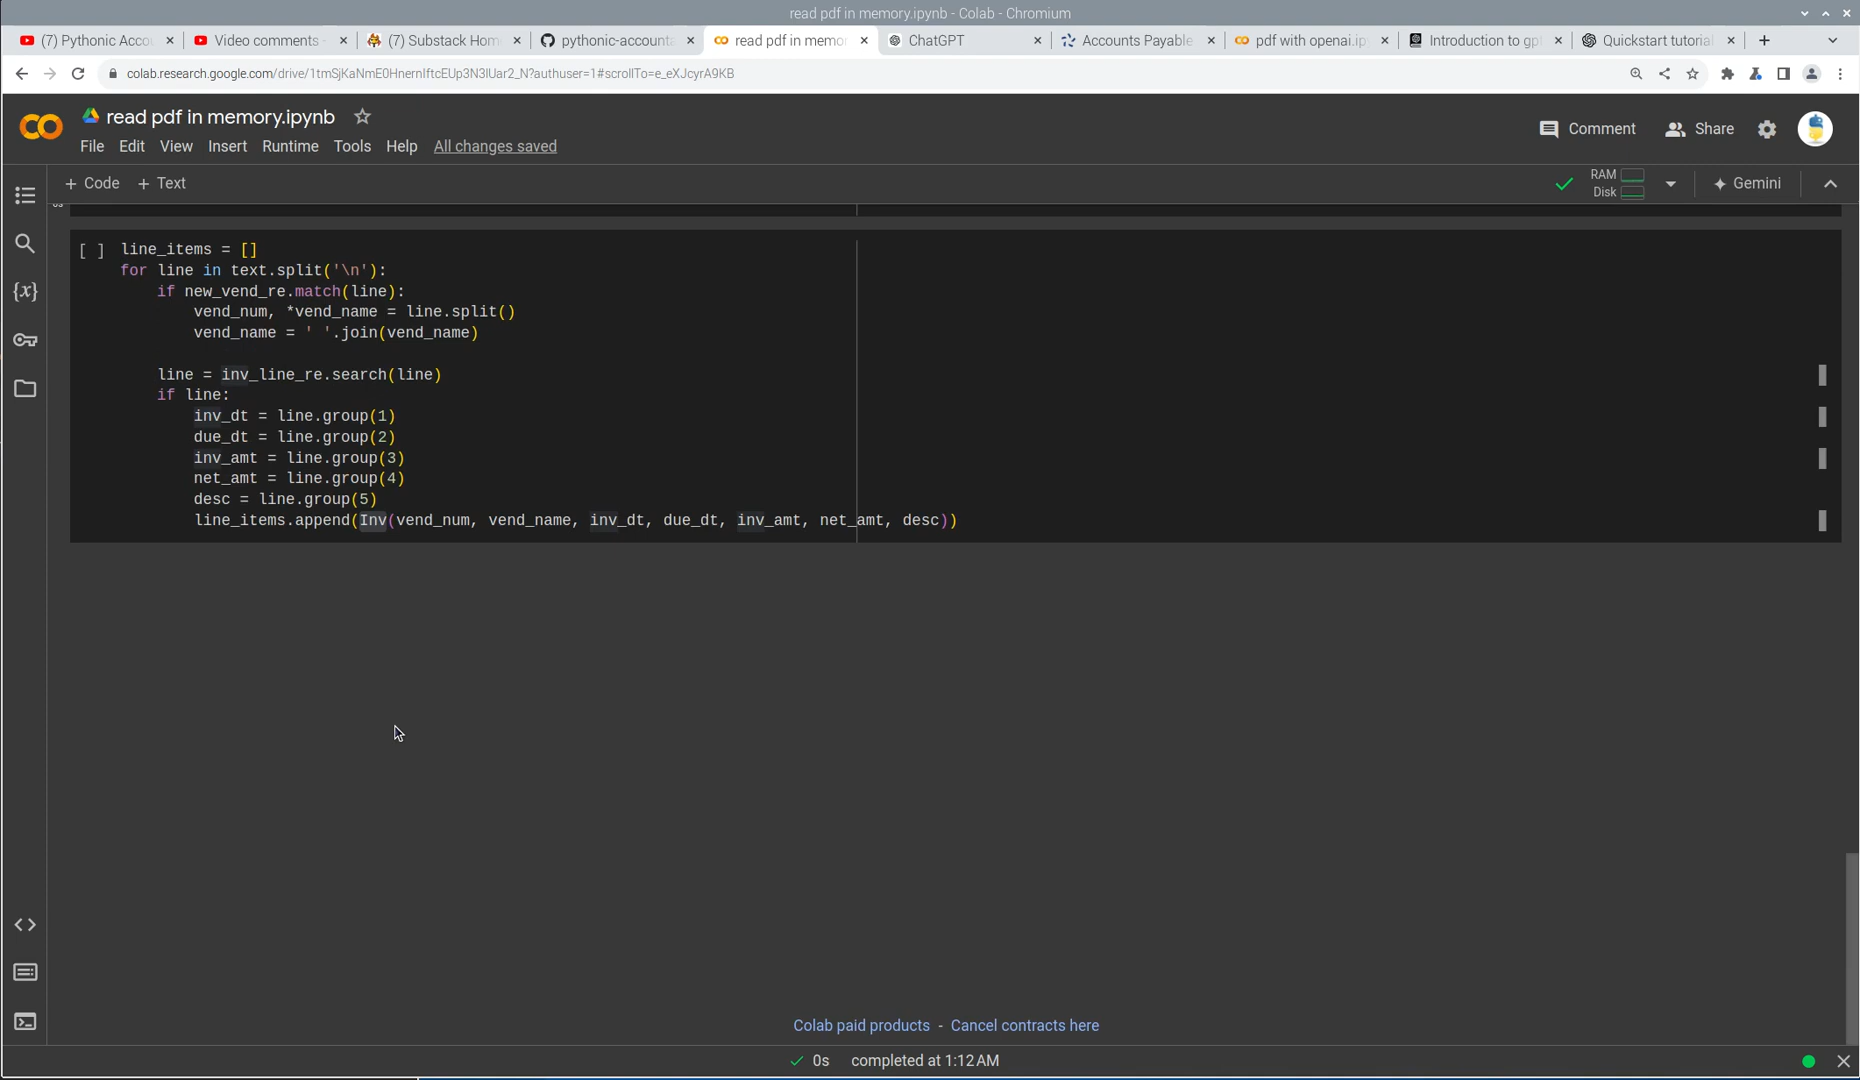 read pdf in memory.ipynb - Colab - Chromium
(7) Pythonic Accou
Video comments -
(7) Substack Hom
pythonic-accounta
read pdf in memor
ChatGPT
Accounts Payable
pdf with openai.ip
Introduction to gp
Quickstart tutorial
colab.research.google.com/drive/1tmSjKaNmE0HnernIftcEUp3N3IUar2_N?authuser=1#scrollTo=e_eXJcyrA9KB
read pdf in memory.ipynb
Comment
Share
File Edit View Insert Runtime Tools Help All changes saved
+ Code + Text
RAM
Disk
Gemini
0s
[ ] line_items = []
for line in text.split('\n'):
if new_vend_re.match(line):
vend_num, *vend_name = line.split()
vend_name = ' '.join(vend_name)
line = inv_line_re.search(line)
if line:
inv_dt = line.group(1)
due_dt = line.group(2)
inv_amt = line.group(3)
net_amt = line.group(4)
desc = line.group(5)
line_items.append(Inv(vend_num, vend_name, inv_dt, due_dt, inv_amt, net_amt, desc))
Colab paid products - Cancel contracts here
0s completed at 1:12 AM